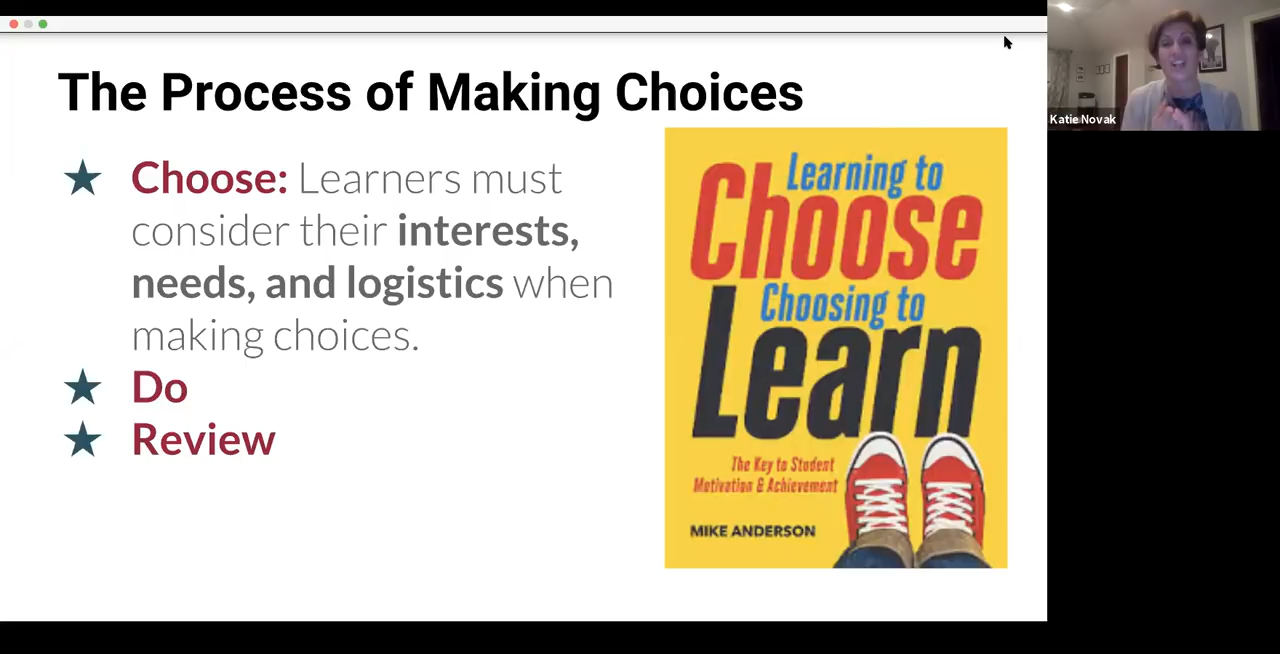 The Process of Making Choices
Katie Novak
★ Choose: Learners must
consider their interests,
needs, and logistics when
making choices.
★ Do
★ Review
Learning to
Choose
Choosing to
Learn
The Key to Student
Motivation & Achievement
MIKE ANDERSON